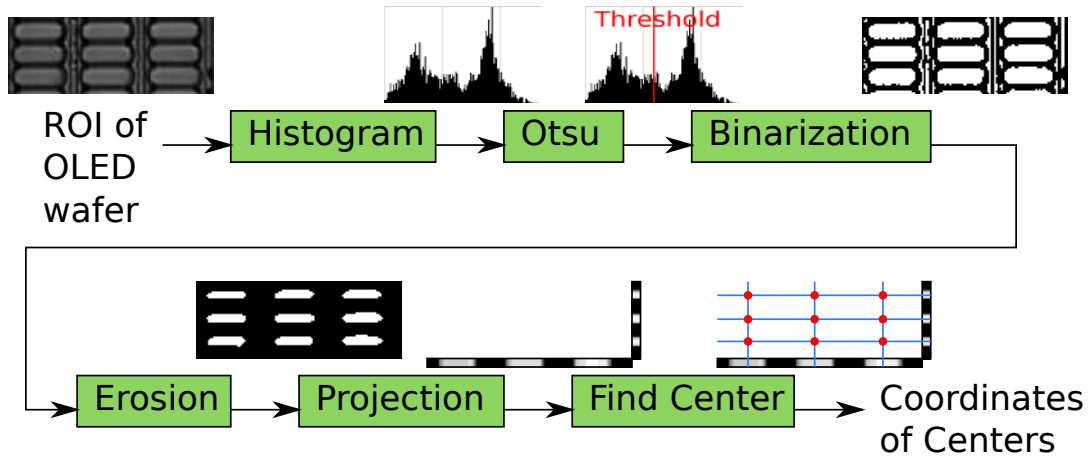 Threshold
ROI of
OLED
wafer
Histogram
Otsu
Binarization
Erosion
Projection
Find Center
Coordinates
of Centers